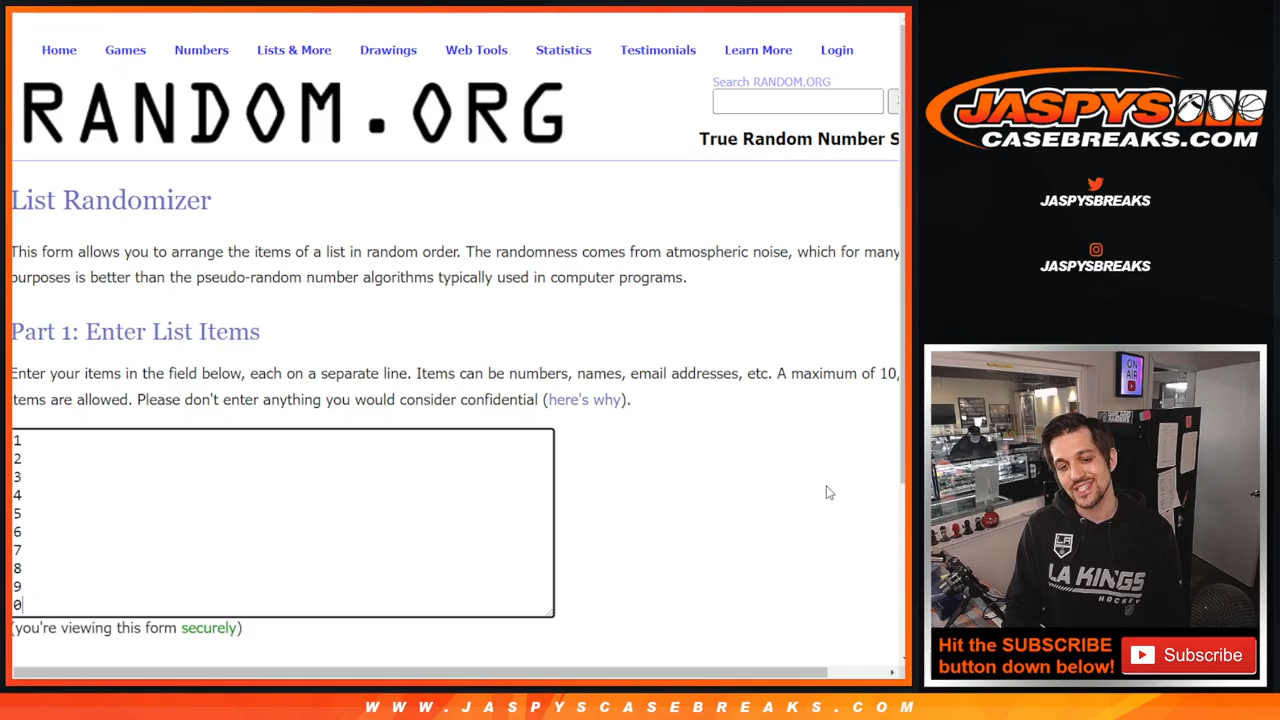 Home Games Numbers Lists & More Drawings Web Tools Statistics Testimonials Learn More Login
Search RANDOM.ORG
RANDOM.ORG
True Random Number S
List Randomizer
This form allows you to arrange the items of a list in random order. The randomness comes from atmospheric noise, which for many
purposes is better than the pseudo-random number algorithms typically used in computer programs.
Part 1: Enter List Items
Enter your items in the field below, each on a separate line. Items can be numbers, names, email addresses, etc. A maximum of 10,
items are allowed. Please don't enter anything you would consider confidential (here's why).
1
2
3
4
5
6
7
8
9
0
(you're viewing this form securely)
JASPYS
CASEBREAKS.COM
JASPYSBREAKS
JASPYSBREAKS
ON
AIR
LA
LA KINGS
HOCKEY
Hit the SUBSCRIBE
button down below!
Subscribe
WWW.JASPYSCASEBREAKS.COM